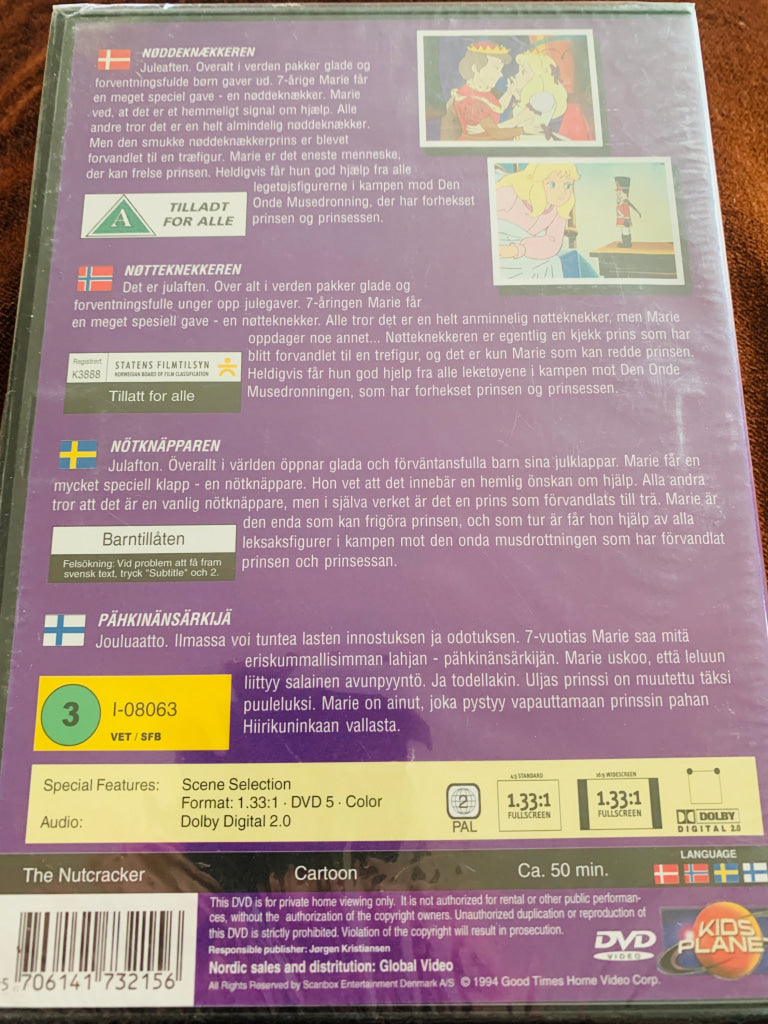 NØDDEKNÆKKEREN
Juleaften. Overalt i verden pakker glade og
forventningsfulde børn gaver ud. 7-årige Marie får
en meget speciel gave - en nøddeknækker. Marie
ved, at det er et hemmeligt signal om hjælp. Alle
andre tror det er en helt almindelig nøddeknækker.
Men den smukke nøddeknækkerprins er blevet
forvandlet til en træfigur. Marie er det eneste menneske,
der kan frelse prinsen. Heldigvis får hun god hjælp fra alle
legetøjsfigurerne i kampen mod Den
Onde Musedronning, der har forhekset
prinsen og prinsessen.
A
TILLADT
FOR ALLE
NØTTEKNEKKEREN
Det er julaften. Over alt i verden pakker glade og
forventningsfulle unger opp julegaver. 7-åringen Marie får
en meget spesiell gave - en nøtteknekker. Alle tror det er en helt anminnelig nøtteknekker, men Marie
oppdager noe annet... Nøtteknekkeren er egentlig en kjekk prins som har
blitt forvandlet til en trefigur, og det er kun Marie som kan redde prinsen.
Heldigvis får hun god hjelp fra alle leketøyene i kampen mot Den Onde
Musedronningen, som har forhekset prinsen og prinsessen.
Registrert
K3888
STATENS FILMTILSYN
NORWEGIAN BOARD OF FILM CLASSIFICATION
Tillatt for alle
NÖTKNÄPPAREN
Julafton. Överallt i världen öppnar glada och förväntansfulla barn sina julklappar. Marie får en
mycket speciell klapp - en nötknäppare. Hon vet att det innebär en hemlig önskan om hjälp. Alla andra
tror att det är en vanlig nötknäppare, men i själva verket är det en prins som förvandlats till trä. Marie är
den enda som kan frigöra prinsen, och som tur är får hon hjälp av alla
leksaksfigurer i kampen mot den onda musdrottningen som har förvandlat
prinsen och prinsessan.
Barntillåten
Felsökning: Vid problem att få fram
svensk text, tryck "Subtitle" och 2.
PÄHKINÄNSÄRKIJÄ
Jouluaatto. Ilmassa voi tuntea lasten innostuksen ja odotuksen. 7-vuotias Marie saa mitä
eriskummallisimman lahjan - pähkinänsärkijän. Marie uskoo, että leluun
liittyy salainen avunpyyntö. Ja todellakin. Uljas prinssi on muutettu täksi
puuleluksi. Marie on ainut, joka pystyy vapauttamaan prinssin pahan
Hiirikuninkaan vallasta.
3
I-08063
VET / SFB
Special Features: Scene Selection
Format: 1.33:1 · DVD 5 · Color
Audio: Dolby Digital 2.0
2
PAL
4:3 STANDARD
1.33:1
FULLSCREEN
16:9 WIDESCREEN
1.33:1
FULLSCREEN
DOLBY
DIGITAL 2.0
LANGUAGE
The Nutcracker Cartoon Ca. 50 min.
This DVD is for private home viewing only. It is not authorized for rental or other public performan-
ces, without the authorization of the copyright owners. Unauthorized duplication or reproduction of
this DVD is strictly prohibited. Violation of the copyright will result in prosecution.
Responsible publisher: Jørgen Kristiansen
Nordic sales and distritution: Global Video
All Rights Reserved by Scanbox Entertainment Denmark A/S © 1994 Good Times Home Video Corp.
DVD
VIDEO
KIDS
PLANE
5 706141 732156